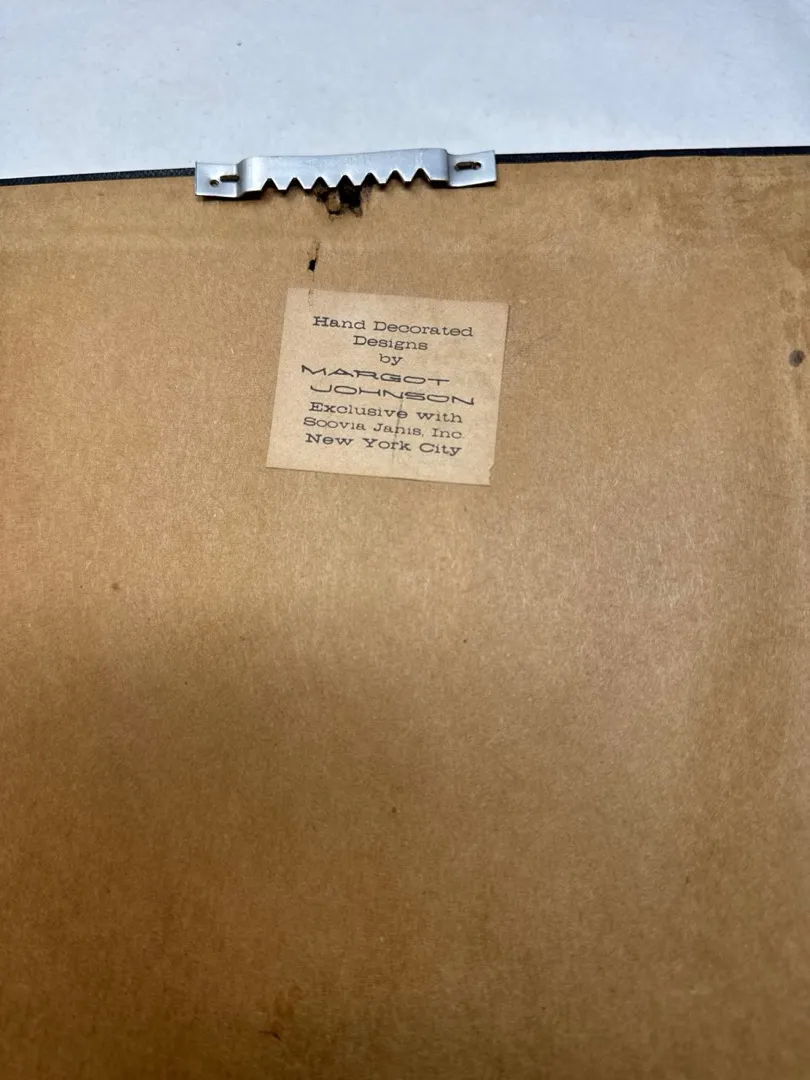 Hand Decorated
Designs
by
MARGOT
JOHNSON
Exclusive with
Soovia Janis, Inc.
New York City